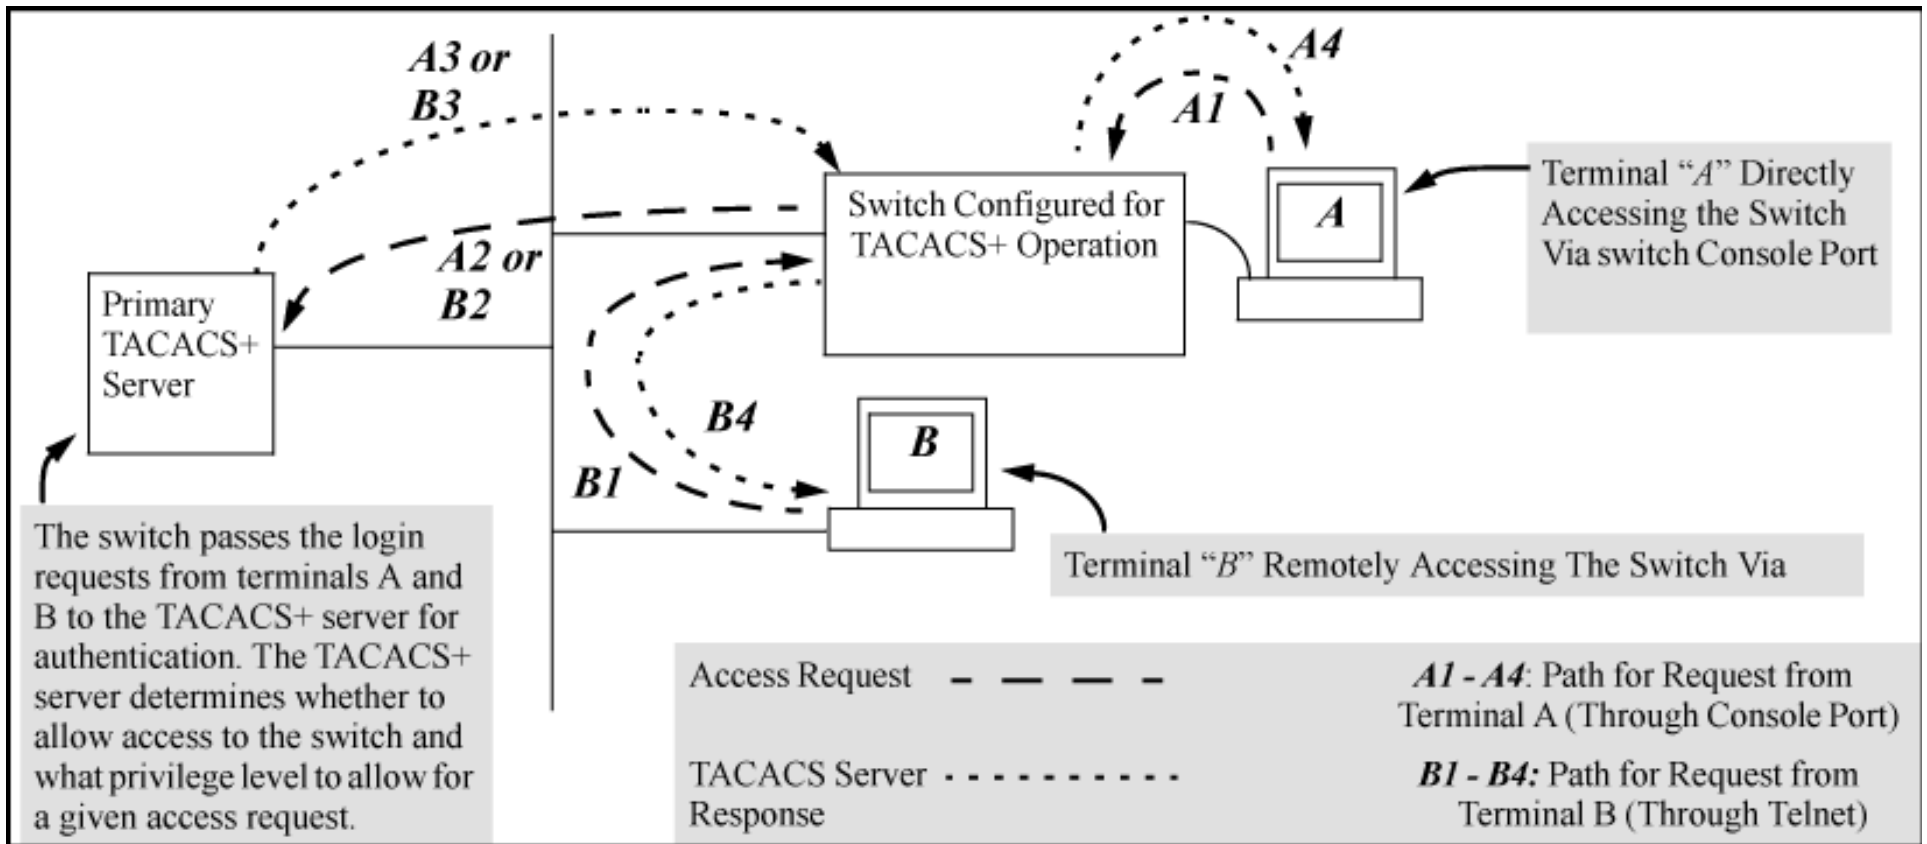 A3 or
B3
A4
A1
Switch Configured for
TACACS+ Operation
A
Terminal “A” Directly
Accessing the Switch
Via switch Console Port
A2 or
B2
Primary
TACACS+
Server
B4
B
B1
The switch passes the login
requests from terminals A and
B to the TACACS+ server for
authentication. The TACACS+
server determines whether to
allow access to the switch and
what privilege level to allow for
a given access request.
Terminal “B” Remotely Accessing The Switch Via
Access Request
A1 - A4: Path for Request from
Terminal A (Through Console Port)
TACACS Server
Response
B1 - B4: Path for Request from
Terminal B (Through Telnet)